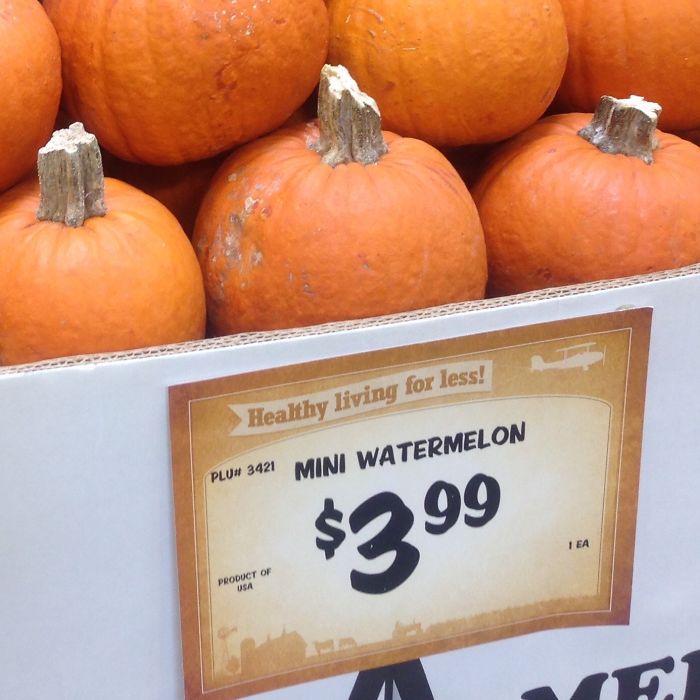 Healthy living for less!
PLU# 3421
MINI WATERMELON
$3.99
PRODUCT OF
USA
1 EA